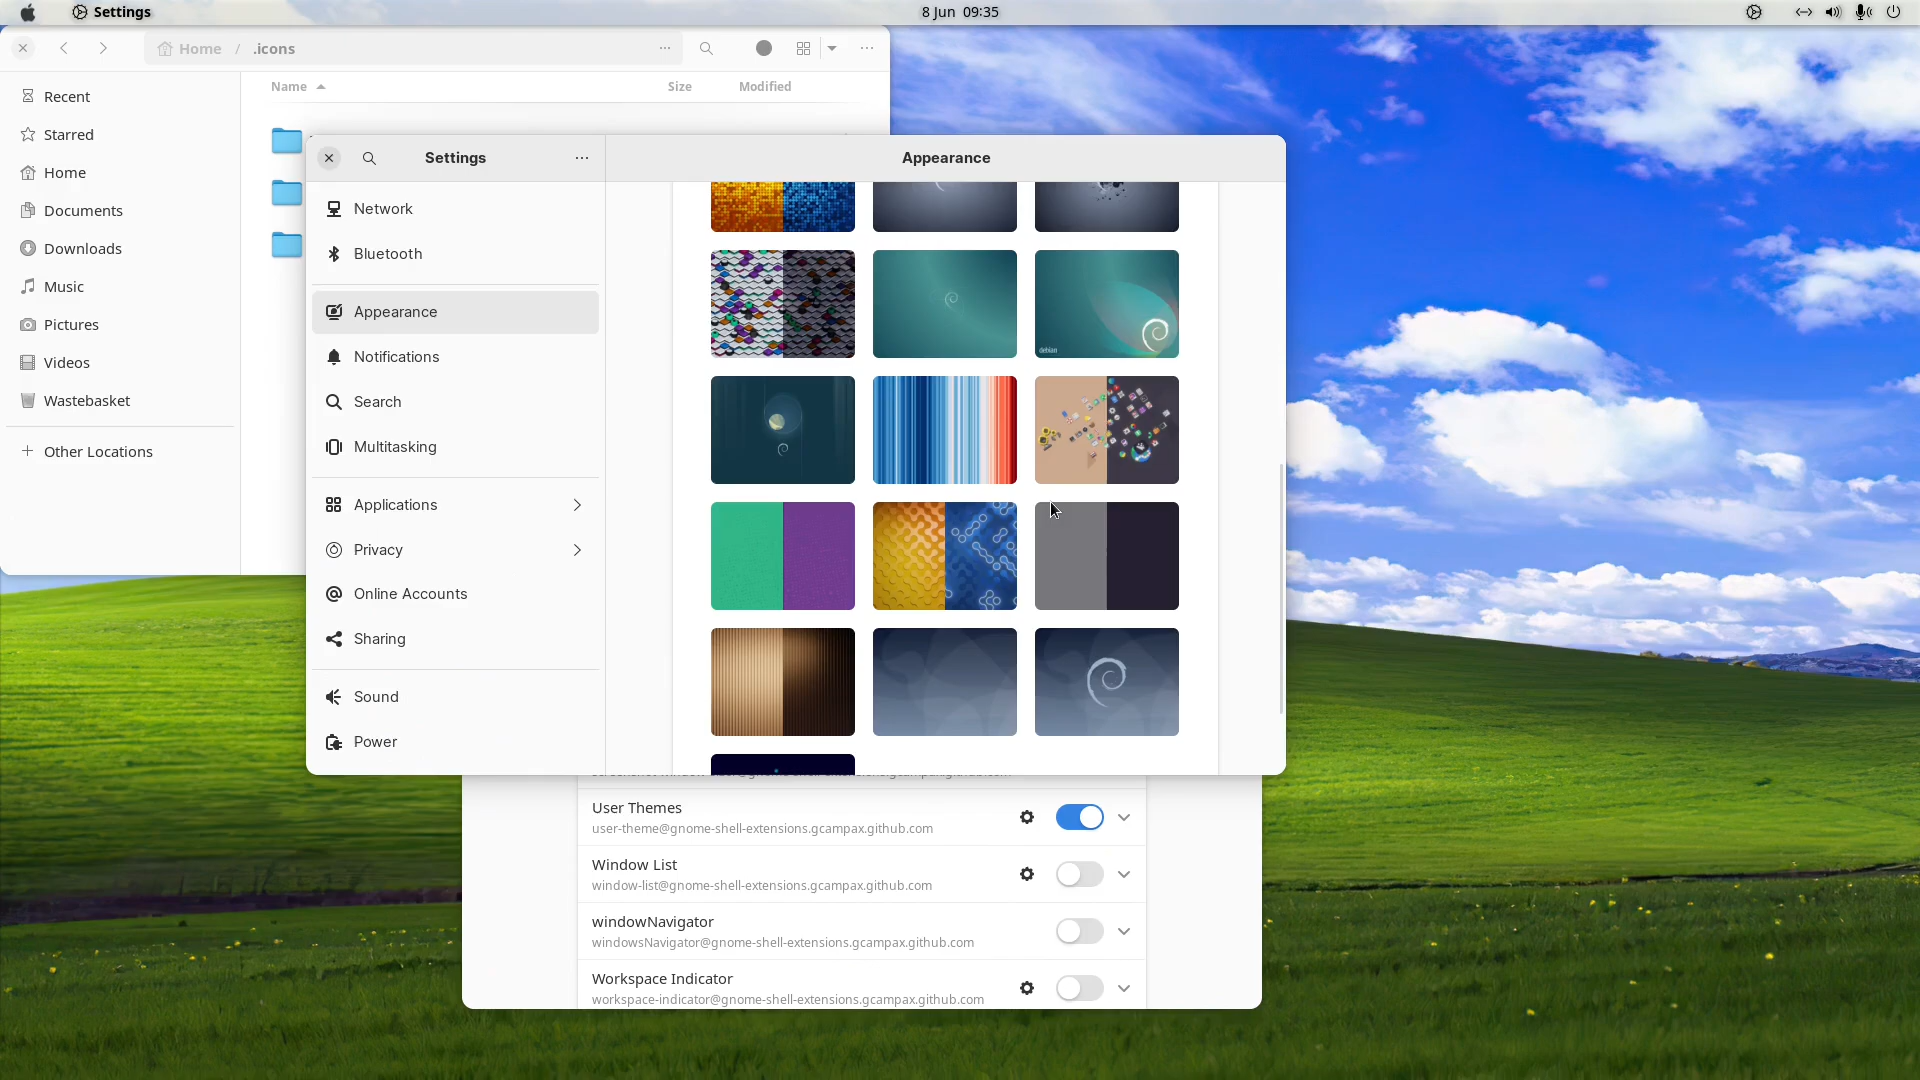 Settings
8 Jun 09:35
Home / .icons
Name
Size
Modified
Recent
Starred
Home
Documents
Downloads
Music
Pictures
Videos
Wastebasket
Other Locations
Settings
Appearance
Network
Bluetooth
Appearance
Notifications
Search
Multitasking
Applications
Privacy
Online Accounts
Sharing
Sound
Power
debian
User Themes
user-theme@gnome-shell-extensions.gcampax.github.com
Window List
window-list@gnome-shell-extensions.gcampax.github.com
windowNavigator
windowsNavigator@gnome-shell-extensions.gcampax.github.com
Workspace Indicator
workspace-indicator@gnome-shell-extensions.gcampax.github.com